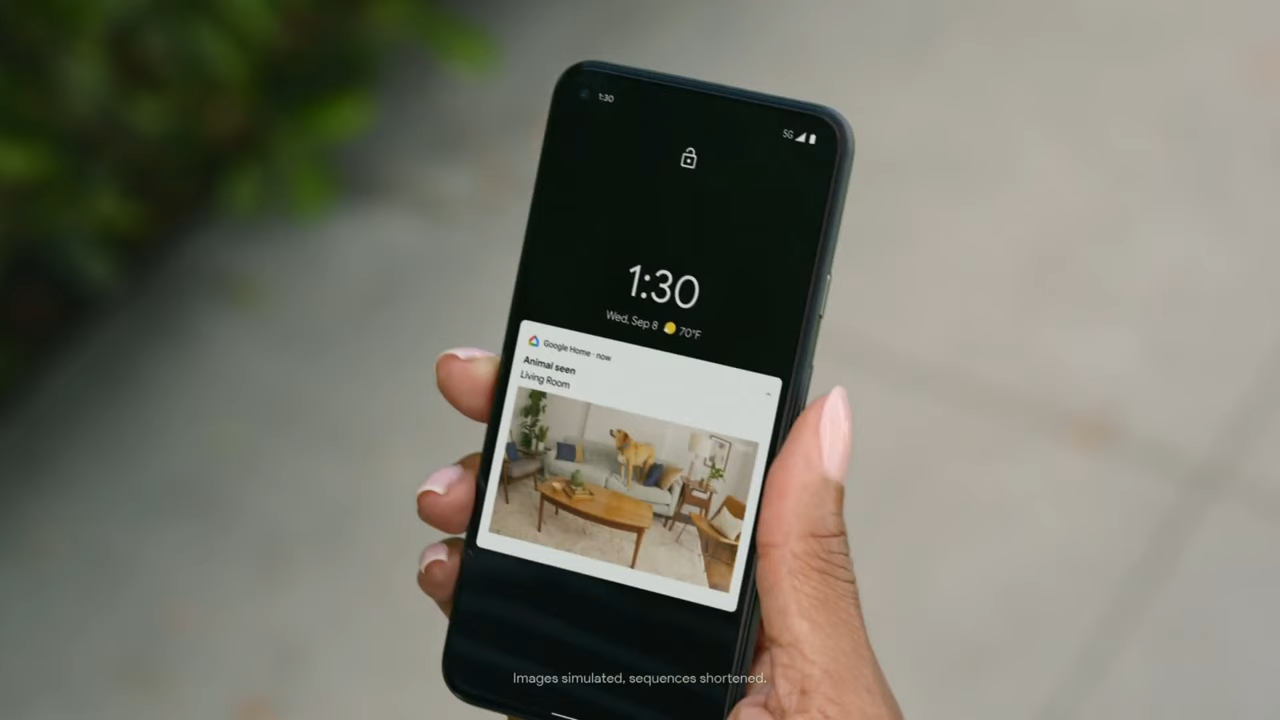 1:30
5G
1:30
Wed, Sep 8 70°F
Google Home · now
Animal seen
Living Room
Images simulated, sequences shortened.